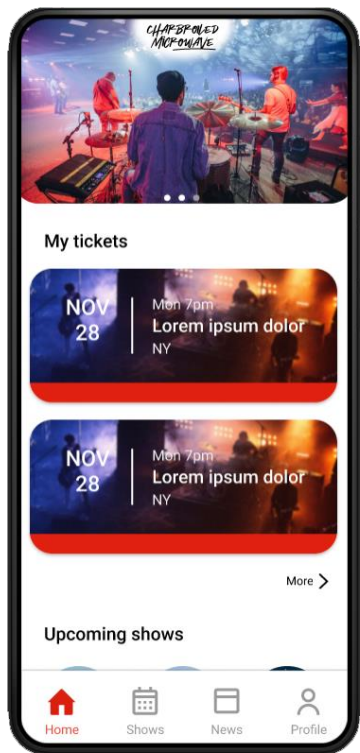 CHARBROILED
MICROWAVE
My tickets
NOV
28
Mon 7pm
Lorem ipsum dolor
NY
NOV
28
Mon 7pm
Lorem ipsum dolor
NY
More
Upcoming shows
Home
Shows
News
Profile